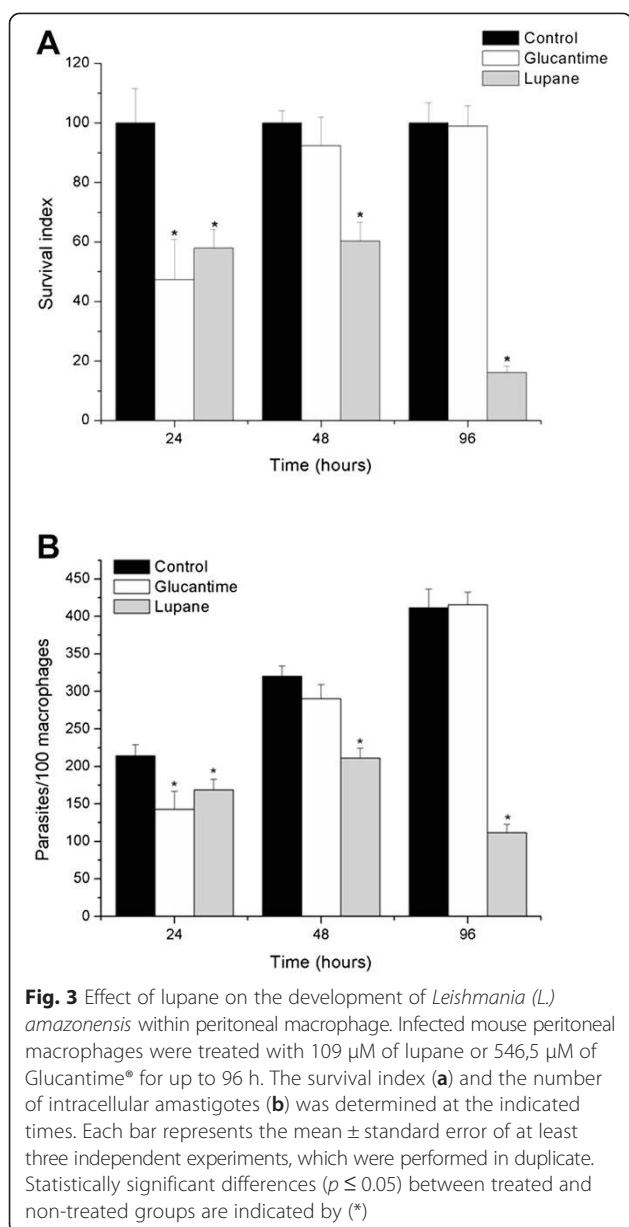 A
Control
Glucantime
Lupane
120
100
80
60
40
20
0
Survival index
* * * *
24 48 96
Time (hours)
B
Control
Glucantime
Lupane
450
425
400
350
300
250
200
150
100
50
0
Parasites/100 macrophages
* * * *
24 48 96
Time (hours)
Fig. 3 Effect of lupane on the development of Leishmania (L.)
amazonensis within peritoneal macrophage. Infected mouse peritoneal
macrophages were treated with 109 μM of lupane or 546,5 μM of
Glucantime® for up to 96 h. The survival index (a) and the number
of intracellular amastigotes (b) was determined at the indicated
times. Each bar represents the mean ± standard error of at least
three independent experiments, which were performed in duplicate.
Statistically significant differences (p ≤ 0.05) between treated and
non-treated groups are indicated by (*)